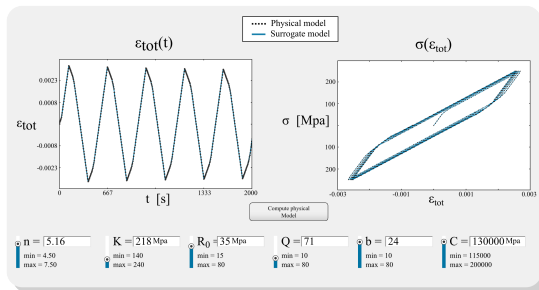 Physical model
Surrogate model
εtot(t)
σ(εtot)
0.0023
0.0008
-0.0008
-0.0023
εtot
0 667 1333 2000
t [s]
200
100
100
200
σ [Mpa]
-0.003 -0.001 0.001 0.003
εtot
Compute physical
Model
n = 5.16
min = 4.50
max = 7.50
K = 218 Mpa
min = 140
max = 240
R0 = 35 Mpa
min = 15
max = 80
Q = 71
min = 10
max = 80
b = 24
min = 10
max = 80
C = 130000 Mpa
min = 115000
max = 200000